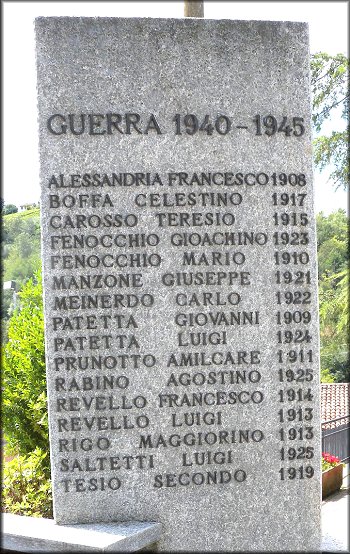 GUERRA 1940-1945
ALESSANDRIA FRANCESCO 1908
BOFFA CELESTINO 1917
CAROSSO TERESIO 1915
FENOCCHIO GIOACHINO 1923
FENOCCHIO MARIO 1910
MANZONE GIUSEPPE 1921
MEINERDO CARLO 1922
PATETTA GIOVANNI 1909
PATETTA LUIGI 1924
PRUNOTTO AMILCARE 1911
RABINO AGOSTINO 1925
REVELLO FRANCESCO 1914
REVELLO LUIGI 1913
RIGO MAGGIORINO 1913
SALTETTI LUIGI 1925
TESIO SECONDO 1919